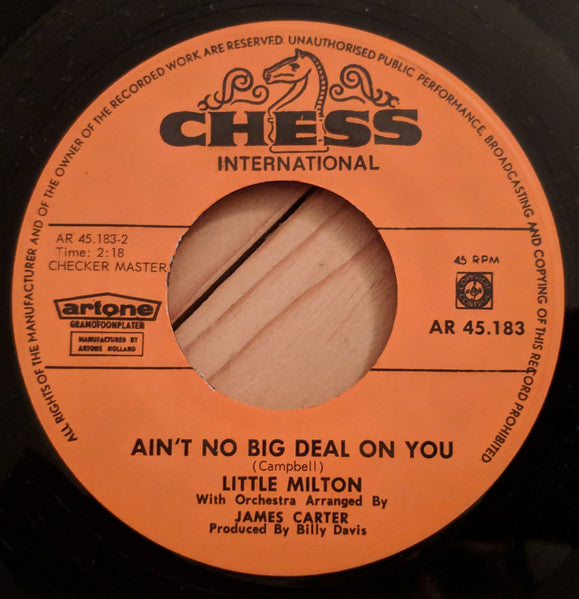 ALL RIGHTS OF THE MANUFACTURER AND OF THE OWNER OF THE RECORDED WORK ARE RESERVED. UNAUTHORISED PUBLIC PERFORMANCE, BROADCASTING AND COPYING OF THIS RECORD PROHIBITED
CHESS
INTERNATIONAL
AR 45.183-2
Time: 2:18
CHECKER MASTER
45 RPM
artone
GRAMOFOONPLATEN
MANUFACTURED BY
ARTONE HOLLAND
AR 45.183
AIN'T NO BIG DEAL ON YOU
(Campbell)
LITTLE MILTON
With Orchestra Arranged By
JAMES CARTER
Produced By Billy Davis